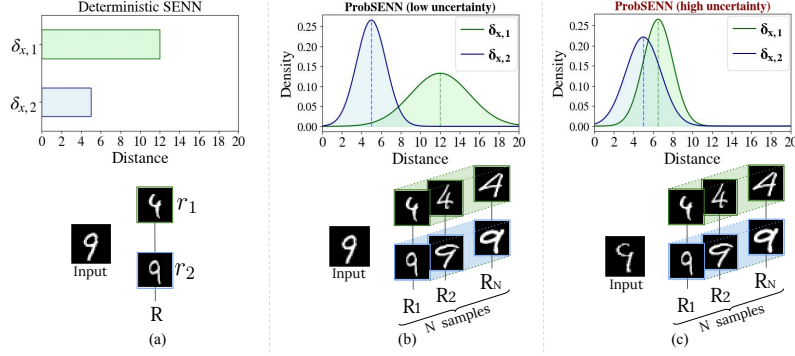 Deterministic SENN
δx,1
δx,2
0 2 4 6 8 10 12 14 16 18 20
Distance
r1
r2
Input
R
(a)
ProbSENN (low uncertainty)
Density
0.25
0.20
0.15
0.10
0.05
0.00
δx,1
δx,2
0 2 4 6 8 10 12 14 16 18 20
Distance
Input
R1 R2 RN
N samples
(b)
ProbSENN (high uncertainty)
Density
0.25
0.20
0.15
0.10
0.05
0.00
δx,1
δx,2
0 2 4 6 8 10 12 14 16 18 20
Distance
Input
R1 R2 RN
N samples
(c)